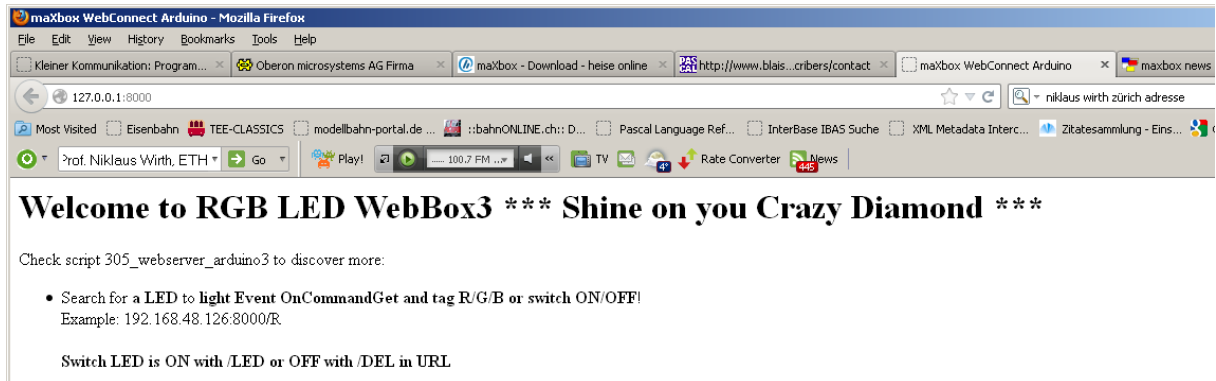 maXbox WebConnect Arduino - Mozilla Firefox
File Edit View History Bookmarks Tools Help
Kleiner Kommunikation: Program... Oberon microsystems AG Firma maXbox - Download - heise online http://www.blais...cribers/contact maXbox WebConnect Arduino maxbox news
127.0.0.1:8000 niklaus wirth zürich adresse
Most Visited Eisenbahn TEE-CLASSICS modellbahn-portal.de ... ::bahnONLINE.ch:: D... Pascal Language Ref... InterBase IBAS Suche XML Metadata Interc... Zitatesammlung - Eins...
Prof. Niklaus Wirth, ETH Go Play! ..... 100.7 FM ... TV 4° Rate Converter News 445
Welcome to RGB LED WebBox3 *** Shine on you Crazy Diamond ***
Check script 305_webserver_arduino3 to discover more:
• Search for a LED to light Event OnCommandGet and tag R/G/B or switch ON/OFF!
Example: 192.168.48.126:8000/R
Switch LED is ON with /LED or OFF with /DEL in URL